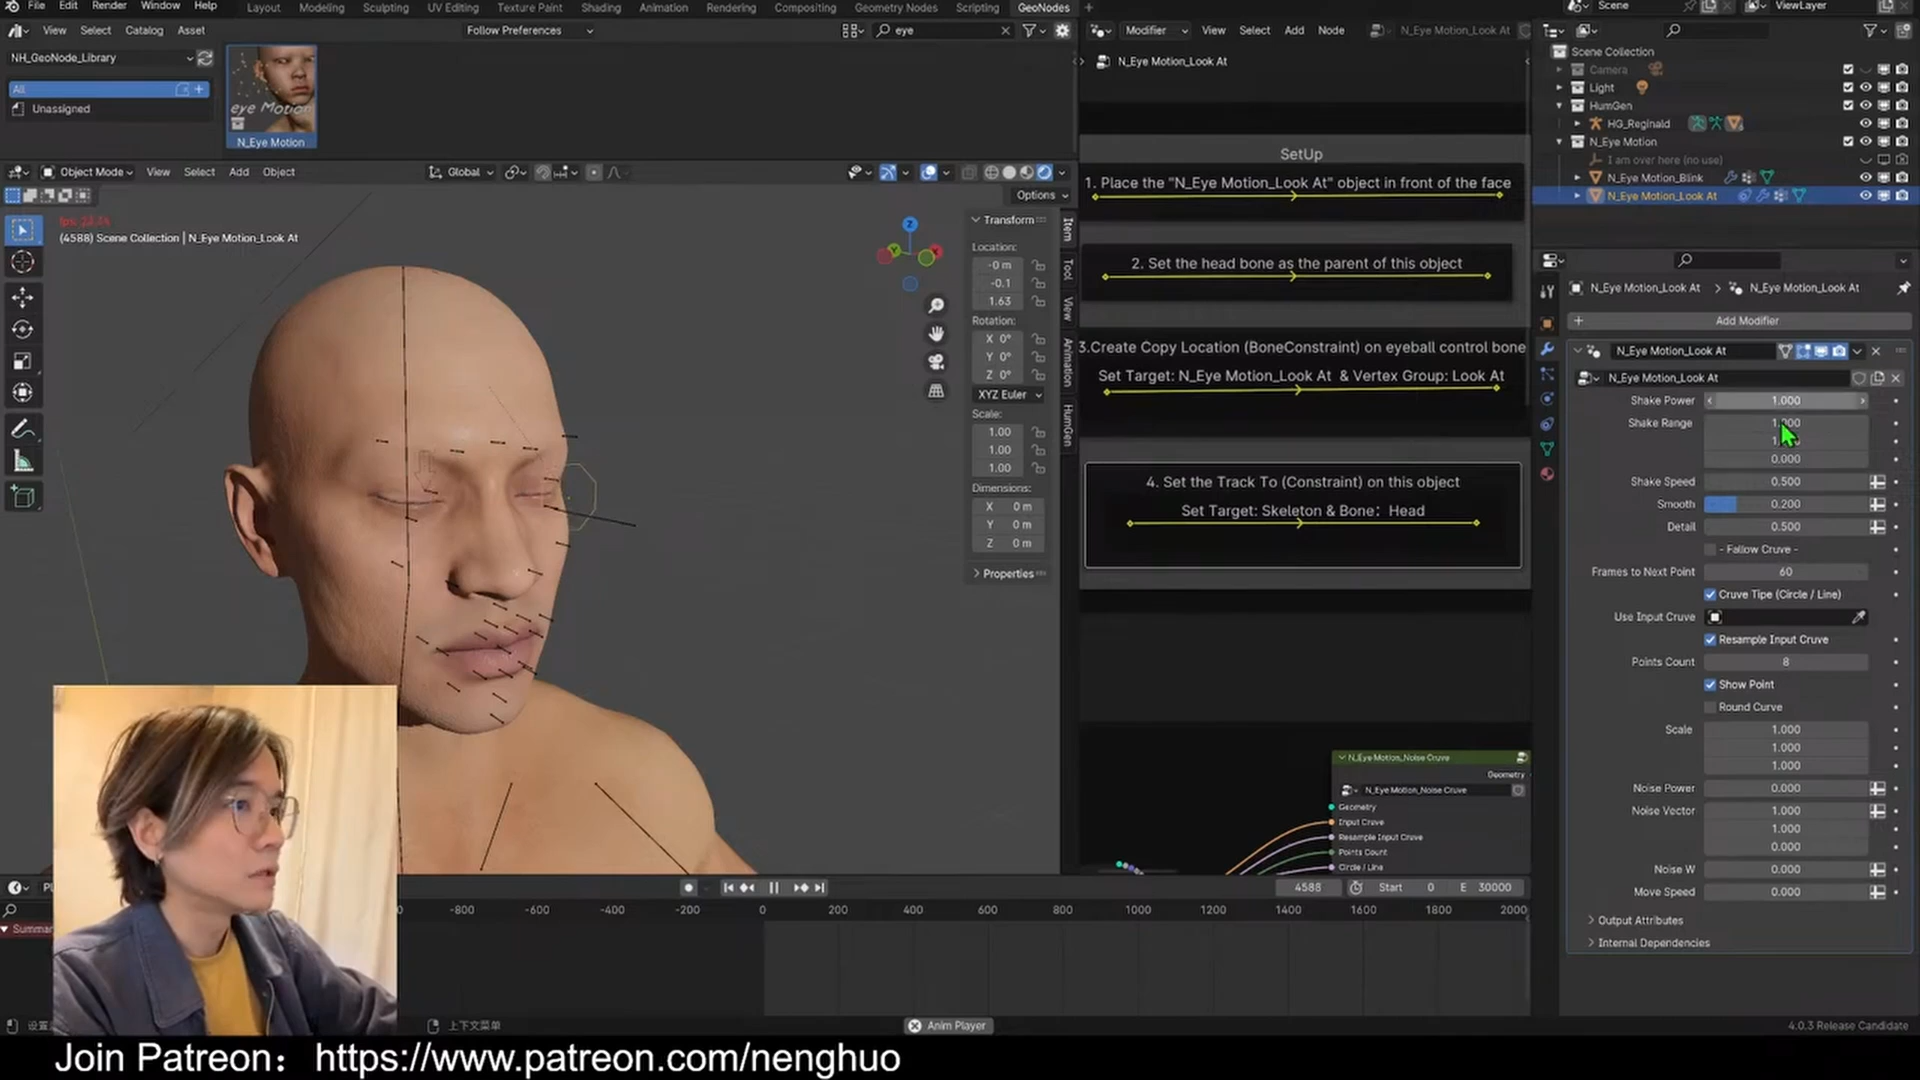 File Edit Render Window Help Layout Modeling Sculpting UV Editing Texture Paint Shading Animation Rendering Compositing Geometry Nodes Scripting GeoNodes + Scene ViewLayer
View Select Catalog Asset Follow Preferences eye
NH_GeoNode_Library
All
Unassigned
eye Motion
N_Eye Motion
Object Mode View Select Add Object Global
Options
(4588) Scene Collection | N_Eye Motion_Look At
Transform
Location:
-0 m
-0.1
1.63
Rotation:
X 0°
Y 0°
Z 0°
XYZ Euler
Scale:
1.00
1.00
1.00
Dimensions:
X 0 m
Y 0 m
Z 0 m
Properties
Item
Tool
View
Animation
HumGen
Modifier View Select Add Node N_Eye Motion_Look At
N_Eye Motion_Look At
SetUp
1. Place the "N_Eye Motion_Look At" object in front of the face
2. Set the head bone as the parent of this object
3.Create Copy Location (BoneConstraint) on eyeball control bone
Set Target: N_Eye Motion_Look At & Vertex Group: Look At
4. Set the Track To (Constraint) on this object
Set Target: Skeleton & Bone: Head
N_Eye Motion_Noise Cruve
Geometry
N_Eye Motion_Noise Cruve
Geometry
Input Cruve
Resample Input Cruve
Points Count
Circle / Line
Scene Collection
Camera
Light
HumGen
HG_Reginald
N_Eye Motion
I am over here (no use)
N_Eye Motion_Blink
N_Eye Motion_Look At
N_Eye Motion_Look At > N_Eye Motion_Look At
Add Modifier
N_Eye Motion_Look At
N_Eye Motion_Look At
Shake Power 1.000
Shake Range
0.000
Shake Speed 0.500
Smooth 0.200
Detail 0.500
- Fallow Cruve -
Frames to Next Point 60
Cruve Tipe (Circle / Line)
Use Input Cruve
Resample Input Cruve
Points Count 8
Show Point
Round Curve
Scale 1.000
1.000
1.000
Noise Power 0.000
Noise Vector 1.000
1.000
0.000
Noise W 0.000
Move Speed 0.000
Output Attributes
Internal Dependencies
4588 Start 0 E 30000
-800 -600 -400 -200 0 200 400 600 800 1000 1200 1400 1600 1800 2000
Summar
上下文菜单
Anim Player
4.0.3 Release Candidate
Join Patreon： https://www.patreon.com/nenghuo